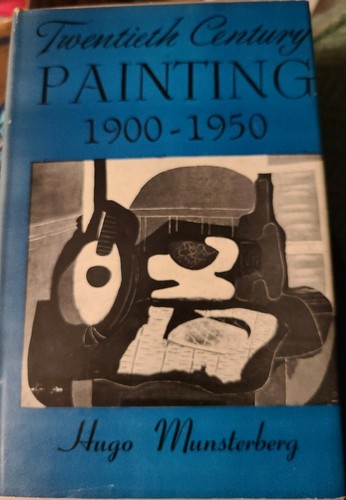 Twentieth Century
PAINTING
1900-1950
Hugo Munsterberg